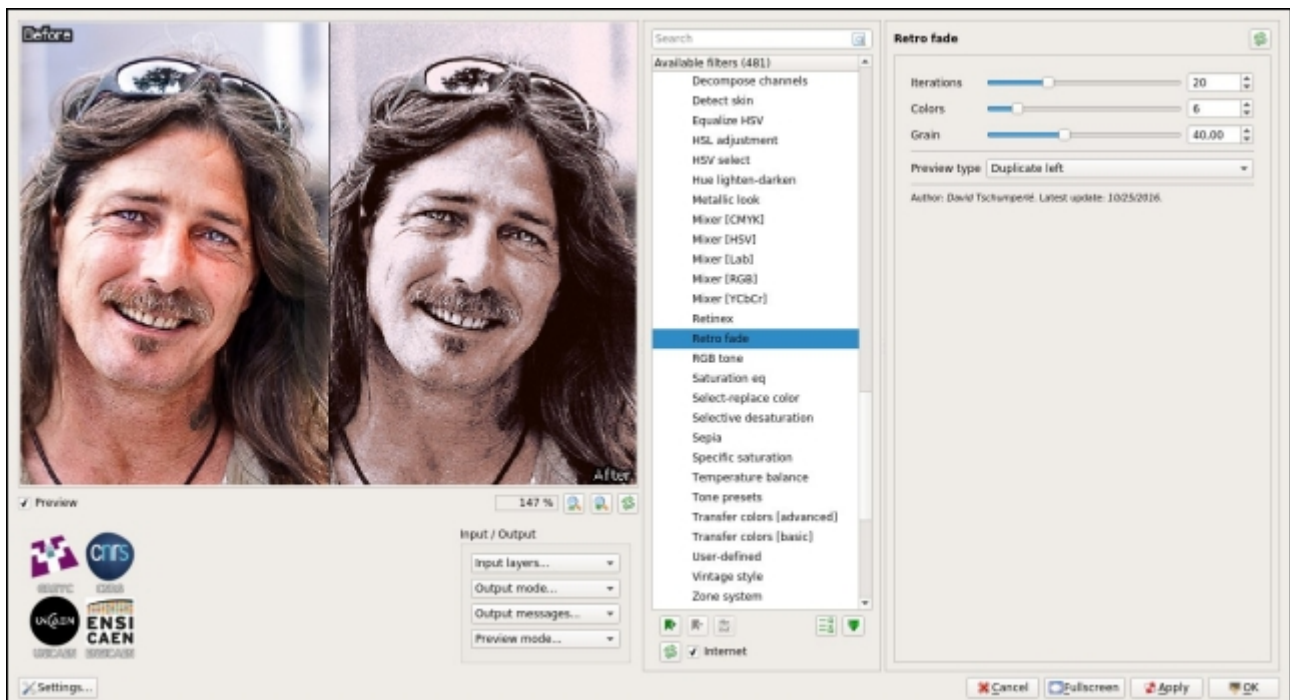 Before
After
Preview
147 %
GREYC
cnrs
CNRS
UNICAEN
ENSI
CAEN
UNICAEN
ENSICAEN
Input / Output
Input layers...
Output mode...
Output messages...
Preview mode...
Settings...
Search
Available filters (481)
Decompose channels
Detect skin
Equalize HSV
HSL adjustment
HSV select
Hue lighten-darken
Metallic look
Mixer [CMYK]
Mixer [HSV]
Mixer [Lab]
Mixer [RGB]
Mixer [YCbCr]
Retinex
Retro fade
RGB tone
Saturation eq
Select-replace color
Selective desaturation
Sepia
Specific saturation
Temperature balance
Tone presets
Transfer colors [advanced]
Transfer colors [basic]
User-defined
Vintage style
Zone system
Internet
Retro fade
Iterations 20
Colors 6
Grain 40.00
Preview type Duplicate left
Author: David Tschumperlé. Latest update: 10/25/2016.
Cancel
Fullscreen
Apply
OK